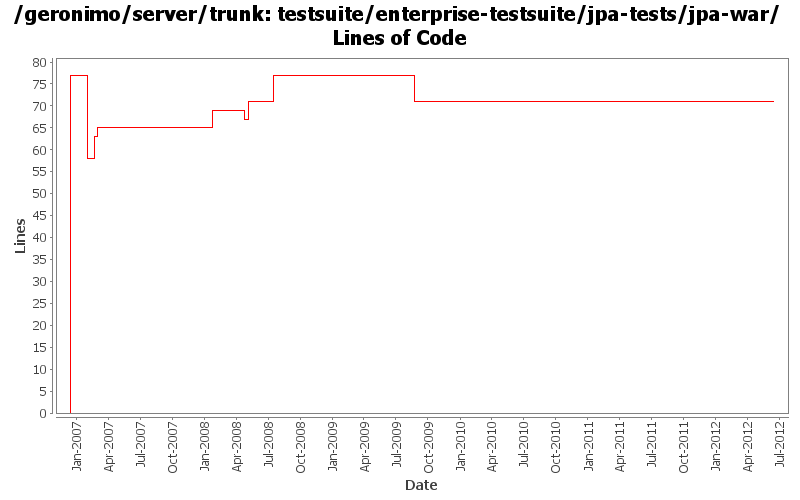 /geronimo/server/trunk: testsuite/enterprise-testsuite/jpa-tests/jpa-war/
Lines of Code
80
75
70
65
60
55
50
45
40
35
30
25
20
15
10
5
0
Lines
Jan-2007
Apr-2007
Jul-2007
Oct-2007
Jan-2008
Apr-2008
Jul-2008
Oct-2008
Jan-2009
Apr-2009
Jul-2009
Oct-2009
Jan-2010
Apr-2010
Jul-2010
Oct-2010
Jan-2011
Apr-2011
Jul-2011
Oct-2011
Jan-2012
Apr-2012
Jul-2012
Date